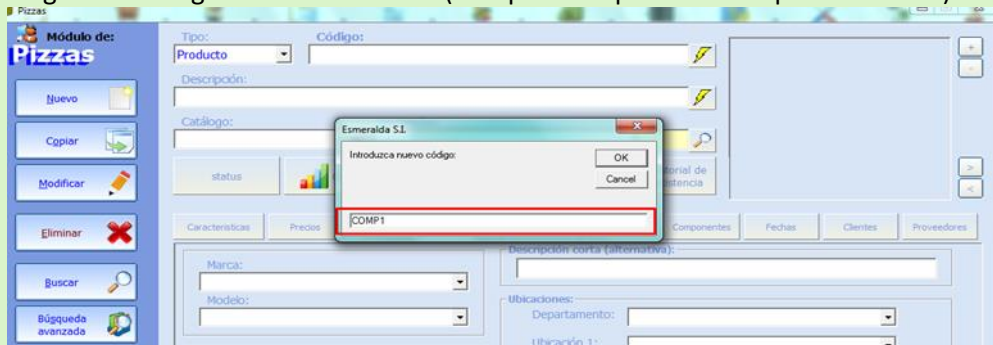 Pizzas
Módulo de:
Pizzas
Nuevo
Copiar
Modificar
Eliminar
Buscar
Búsqueda
avanzada
Tipo:
Código:
Producto
Descripción:
Catálogo:
status
Esmeralda S.I.
Introduzca nuevo código:
OK
Cancel
COMP1
Características
Precios
Componentes
Fechas
Clientes
Proveedores
Marca:
Modelo:
Descripción corta (alternativa):
Ubicaciones:
Departamento:
Ubicación 1: